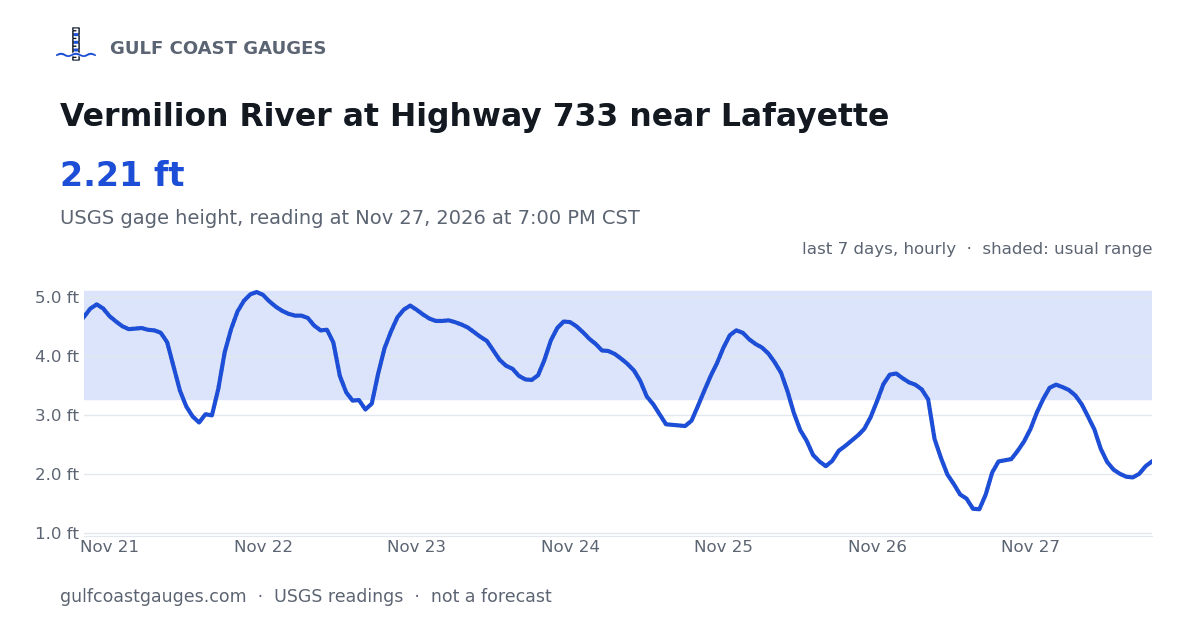 GULF COAST GAUGES
Vermilion River at Highway 733 near Lafayette
2.21 ft
USGS gage height, reading at Nov 27, 2026 at 7:00 PM CST
last 7 days, hourly · shaded: usual range
5.0 ft
4.0 ft
3.0 ft
2.0 ft
1.0 ft
Nov 21 Nov 22 Nov 23 Nov 24 Nov 25 Nov 26 Nov 27
gulfcoastgauges.com · USGS readings · not a forecast